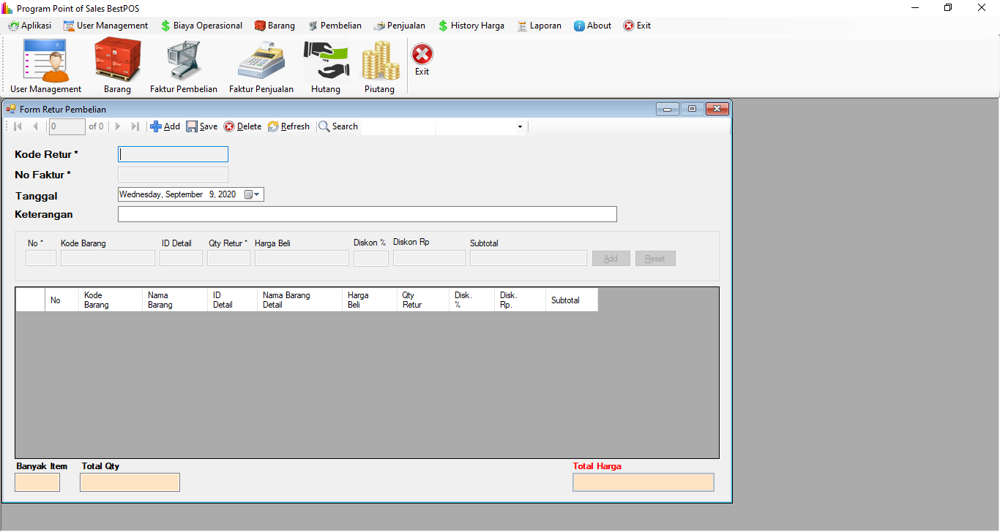 Program Point of Sales BestPOS
Aplikasi User Management Biaya Operasional Barang Pembelian Penjualan History Harga Laporan About Exit
User Management Barang Faktur Pembelian Faktur Penjualan Hutang Piutang Exit
Form Retur Pembelian
0 of 0 Add Save Delete Refresh Search
Kode Retur *
No Faktur *
Tanggal Wednesday, September 9, 2020
Keterangan
No * Kode Barang ID Detail Qty Retur * Harga Beli Diskon % Diskon Rp Subtotal
Add Reset
No Kode Barang Nama Barang ID Detail Nama Barang Detail Harga Beli Qty Retur Disk. % Disk. Rp. Subtotal
Banyak Item Total Qty Total Harga